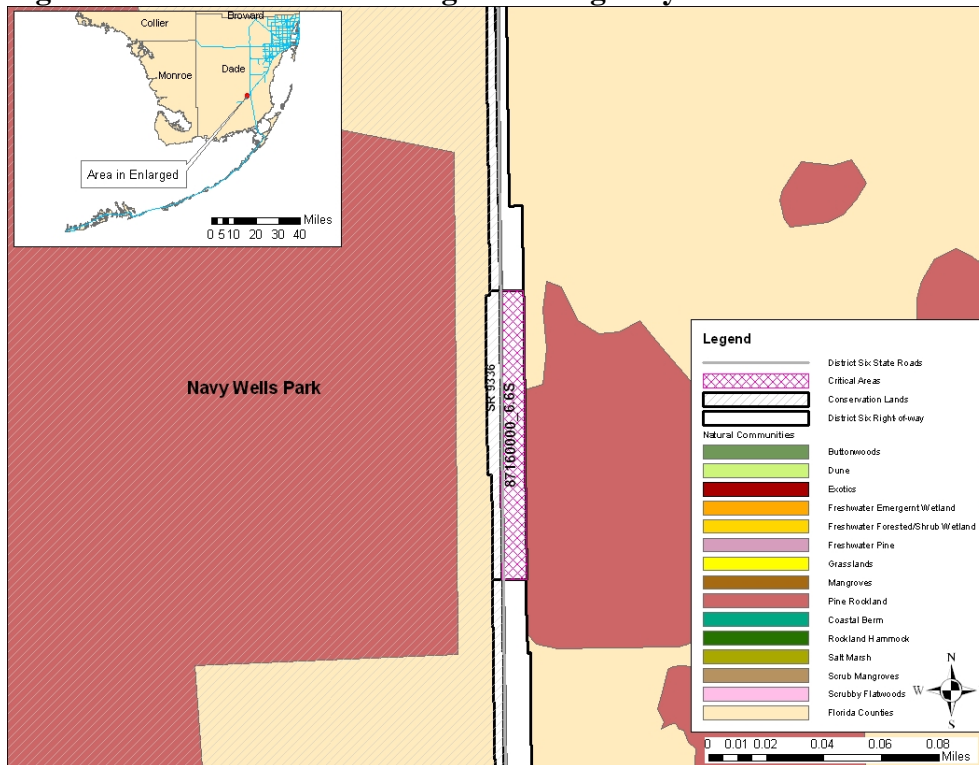 Broward
Collier
Dade
Monroe
Area in Enlarged
Miles
0 5 10 20 30 40
Navy Wells Park
SR 9336
87160000_6.6S
Legend
District Six State Roads
Critical Areas
Conservation Lands
District Six Right-of-way
Natural Communities
Buttonwoods
Dune
Exotics
Freshwater Emergernt Wetland
Freshwater Forested/Shrub Wetland
Freshwater Pine
Grasslands
Mangroves
Pine Rockland
Coastal Berm
Rockland Hammock
Salt Marsh
Scrub Mangroves
Scrubby Flatwoods
Florida Counties
N
W
S
0 0.01 0.02 0.04 0.06 0.08
Miles